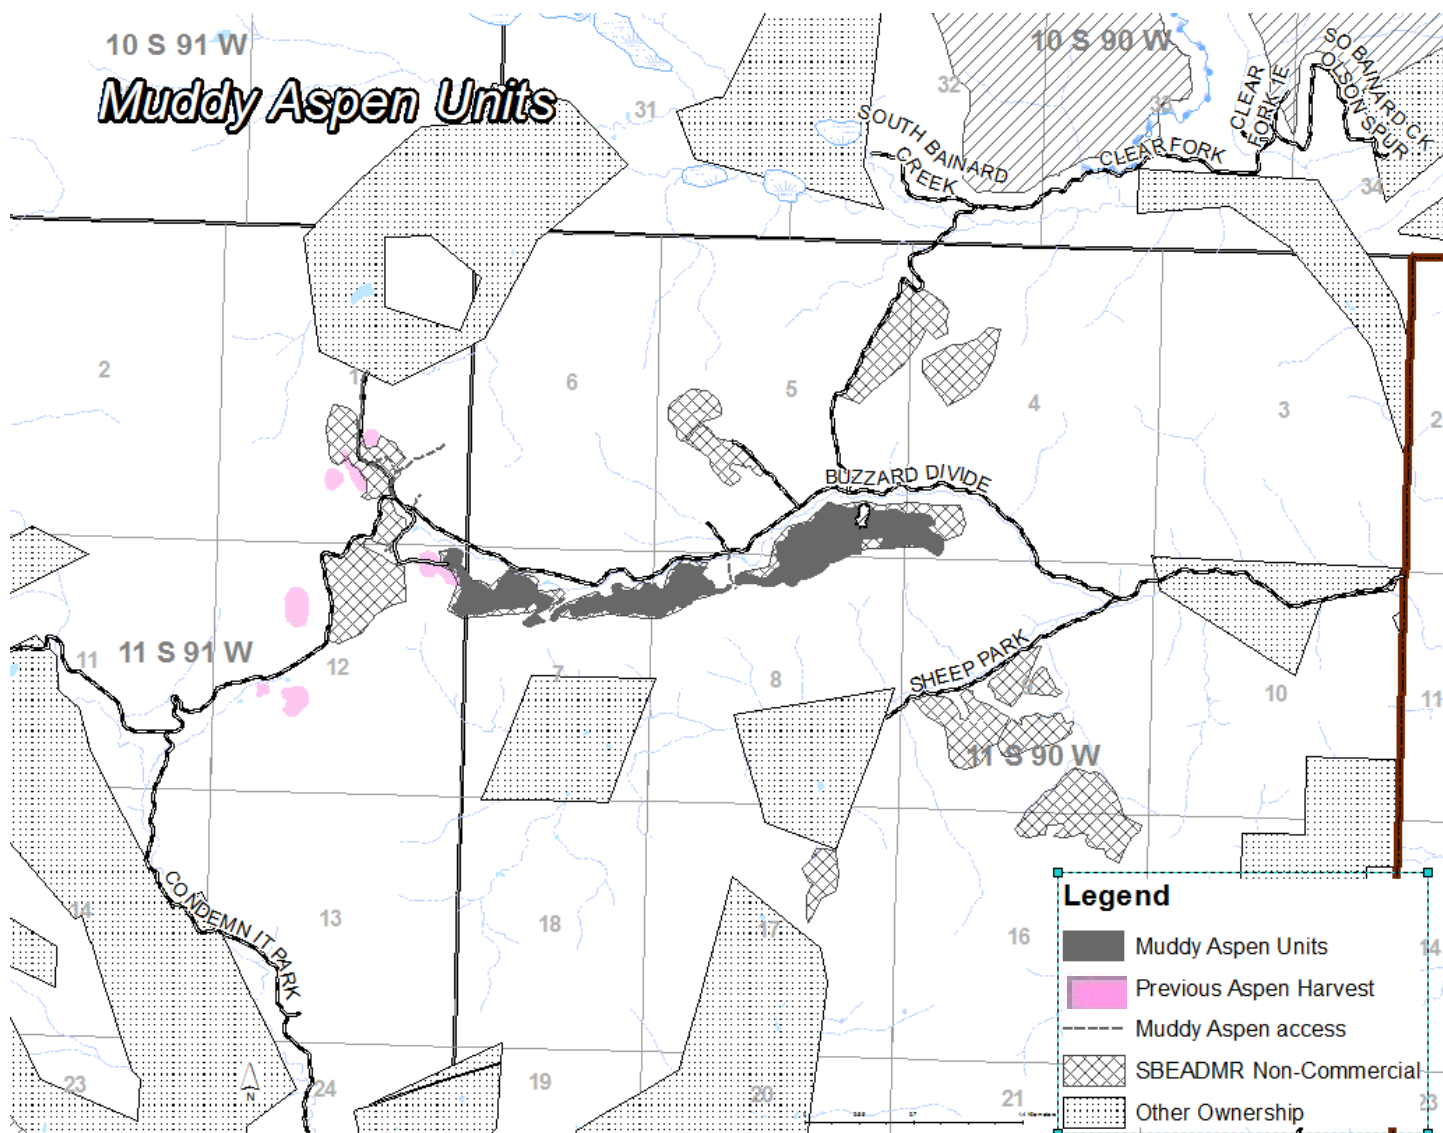 10 S 91 W
10 S 90 W
Muddy Aspen Units
31
32
33
34
SOUTH BAINARD
CREEK
CLEAR FORK
CLEAR
FORK 1E
SO BAINARD CK
OLSON SPUR
2
1
6
5
4
3
2
BUZZARD DIVIDE
11
11 S 91 W
12
7
8
SHEEP PARK
9
10
11
11 S 90 W
14
CONDEMN IT PARK
13
18
17
16
14
23
24
19
20
21
23
N
Legend
Muddy Aspen Units
Previous Aspen Harvest
Muddy Aspen access
SBEADMR Non-Commercial
Other Ownership